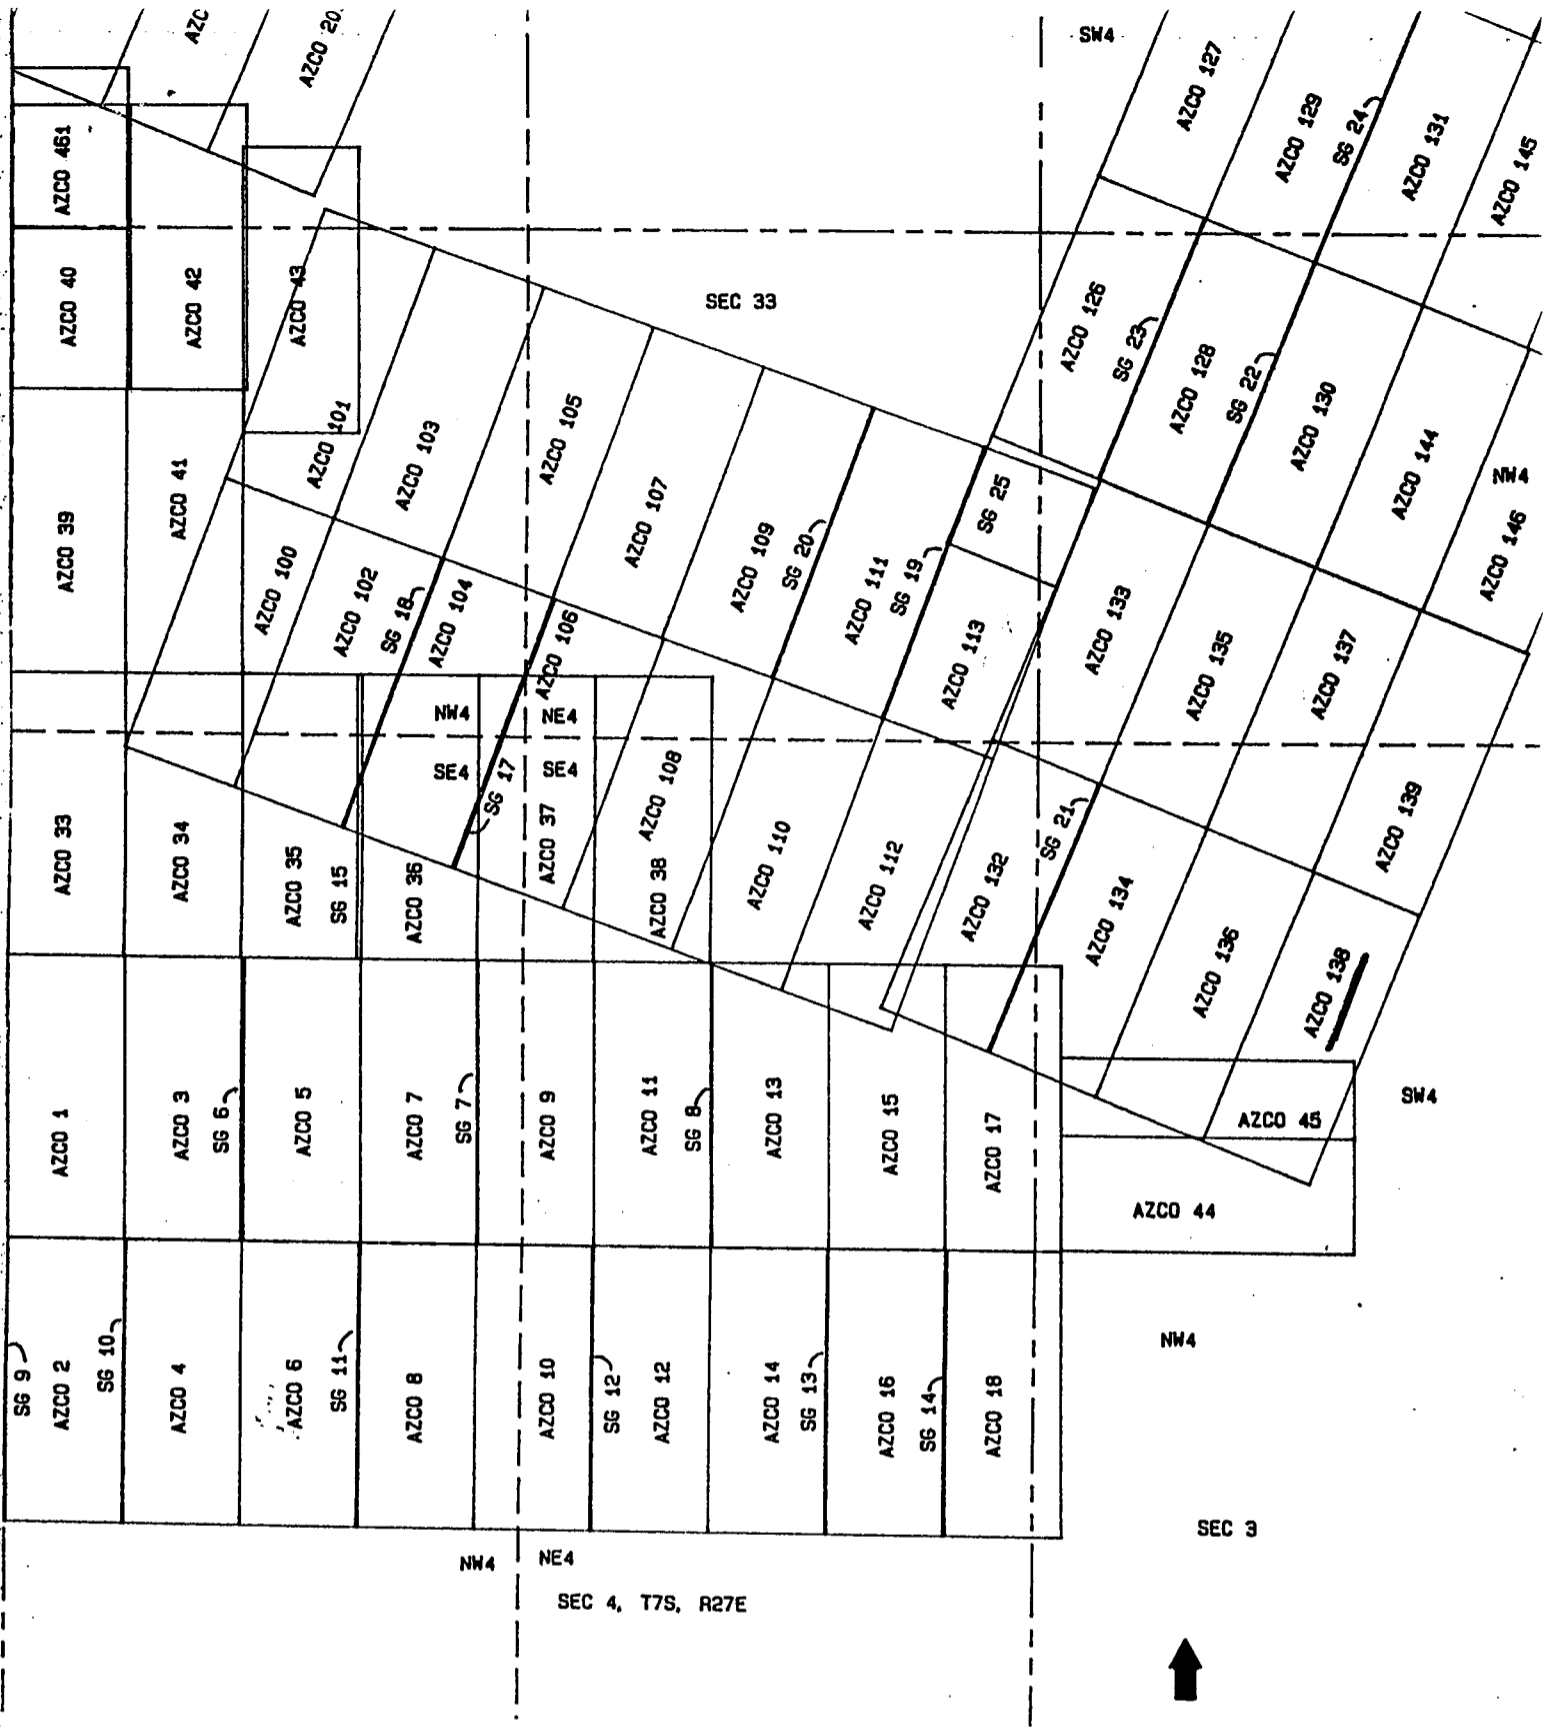 AZC
AZCO 20
SW4
AZCO 127
AZCO 129
SG 24
AZCO 131
AZCO 145
AZCO 461
AZCO 40
AZCO 42
AZCO 43
SEC 33
AZCO 126
SG 23
AZCO 128
SG 22
AZCO 130
AZCO 144
NW4
AZCO 146
AZCO 39
AZCO 41
AZCO 101
AZCO 103
AZCO 105
AZCO 107
AZCO 109
SG 20
AZCO 111
SG 19
SG 25
AZCO 100
AZCO 102
SG 18
AZCO 104
AZCO 106
AZCO 113
AZCO 133
AZCO 135
AZCO 137
NW4
NE4
SE4
SG 17
SE4
AZCO 33
AZCO 34
AZCO 35
SG 15
AZCO 36
AZCO 37
AZCO 108
AZCO 38
AZCO 110
AZCO 112
AZCO 132
SG 21
AZCO 134
AZCO 136
AZCO 138
AZCO 139
AZCO 1
AZCO 3
SG 6
AZCO 5
AZCO 7
SG 7
AZCO 9
AZCO 11
SG 8
AZCO 13
AZCO 15
AZCO 17
AZCO 45
SW4
AZCO 44
SG 9
AZCO 2
SG 10
AZCO 4
AZCO 6
SG 11
AZCO 8
AZCO 10
SG 12
AZCO 12
AZCO 14
SG 13
AZCO 16
SG 14
AZCO 18
NW4
SEC 3
NW4
NE4
SEC 4, T7S, R27E